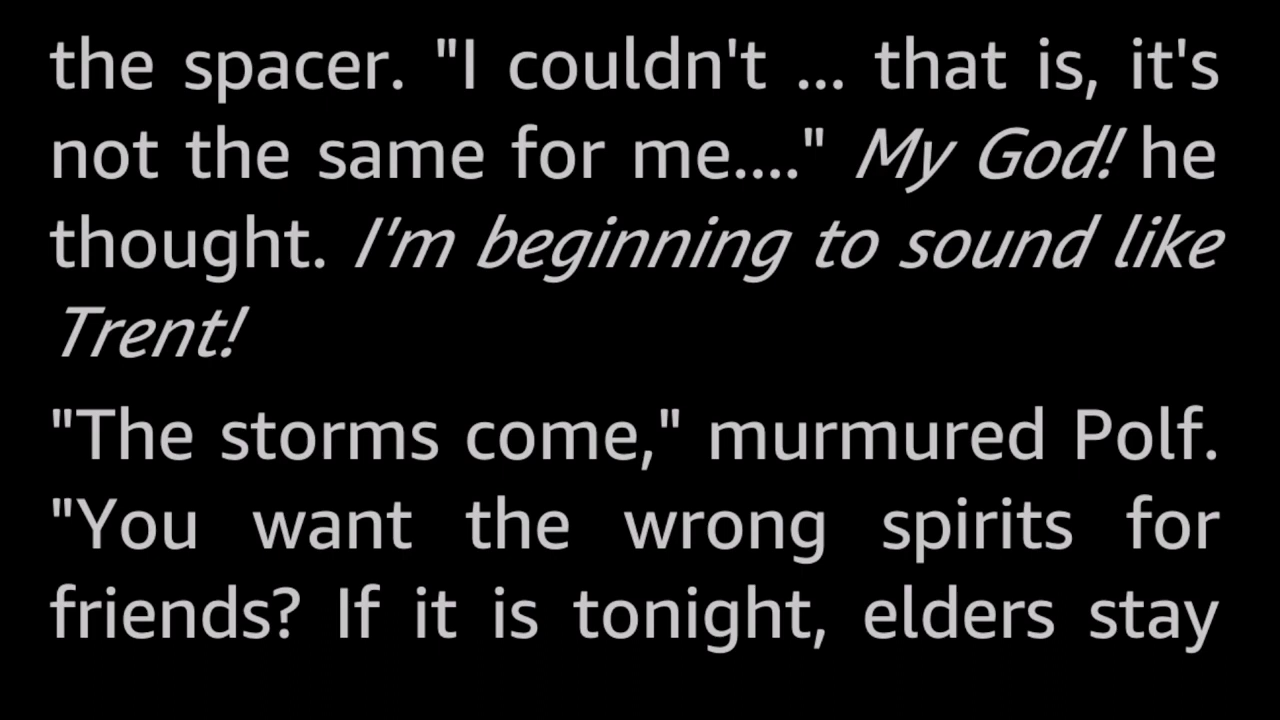 the spacer. "I couldn't ... that is, it's
not the same for me...." My God! he
thought. I'm beginning to sound like
Trent!
"The storms come," murmured Polf.
"You want the wrong spirits for
friends? If it is tonight, elders stay